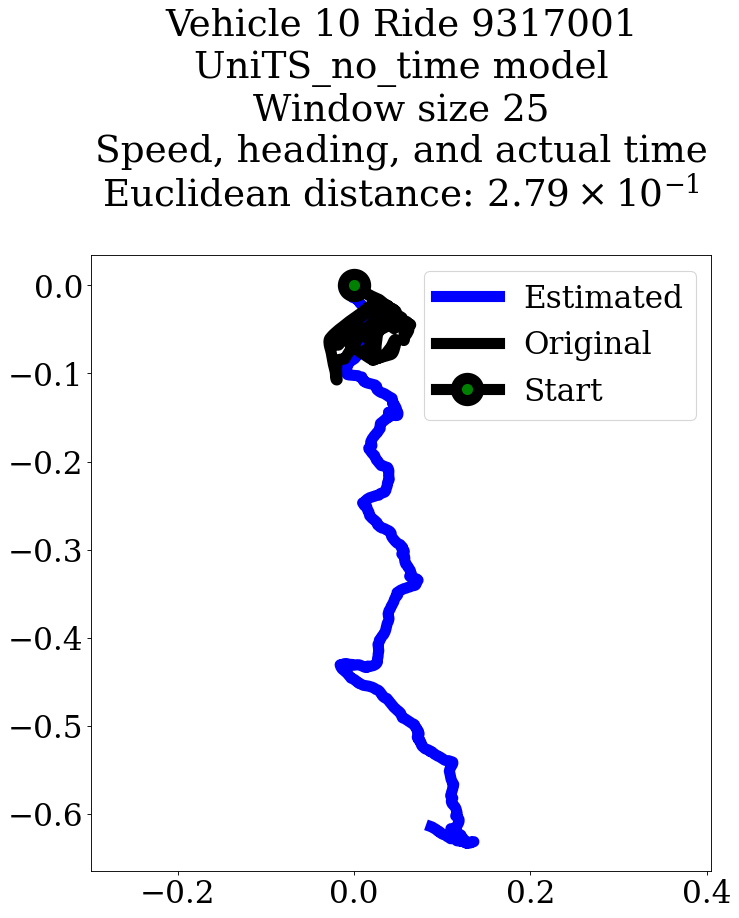 Vehicle 10 Ride 9317001
UniTS_no_time model
Window size 25
Speed, heading, and actual time
Euclidean distance: 2.79 × 10⁻¹
Estimated
Original
Start
0.0
−0.1
−0.2
−0.3
−0.4
−0.5
−0.6
−0.2
0.0
0.2
0.4